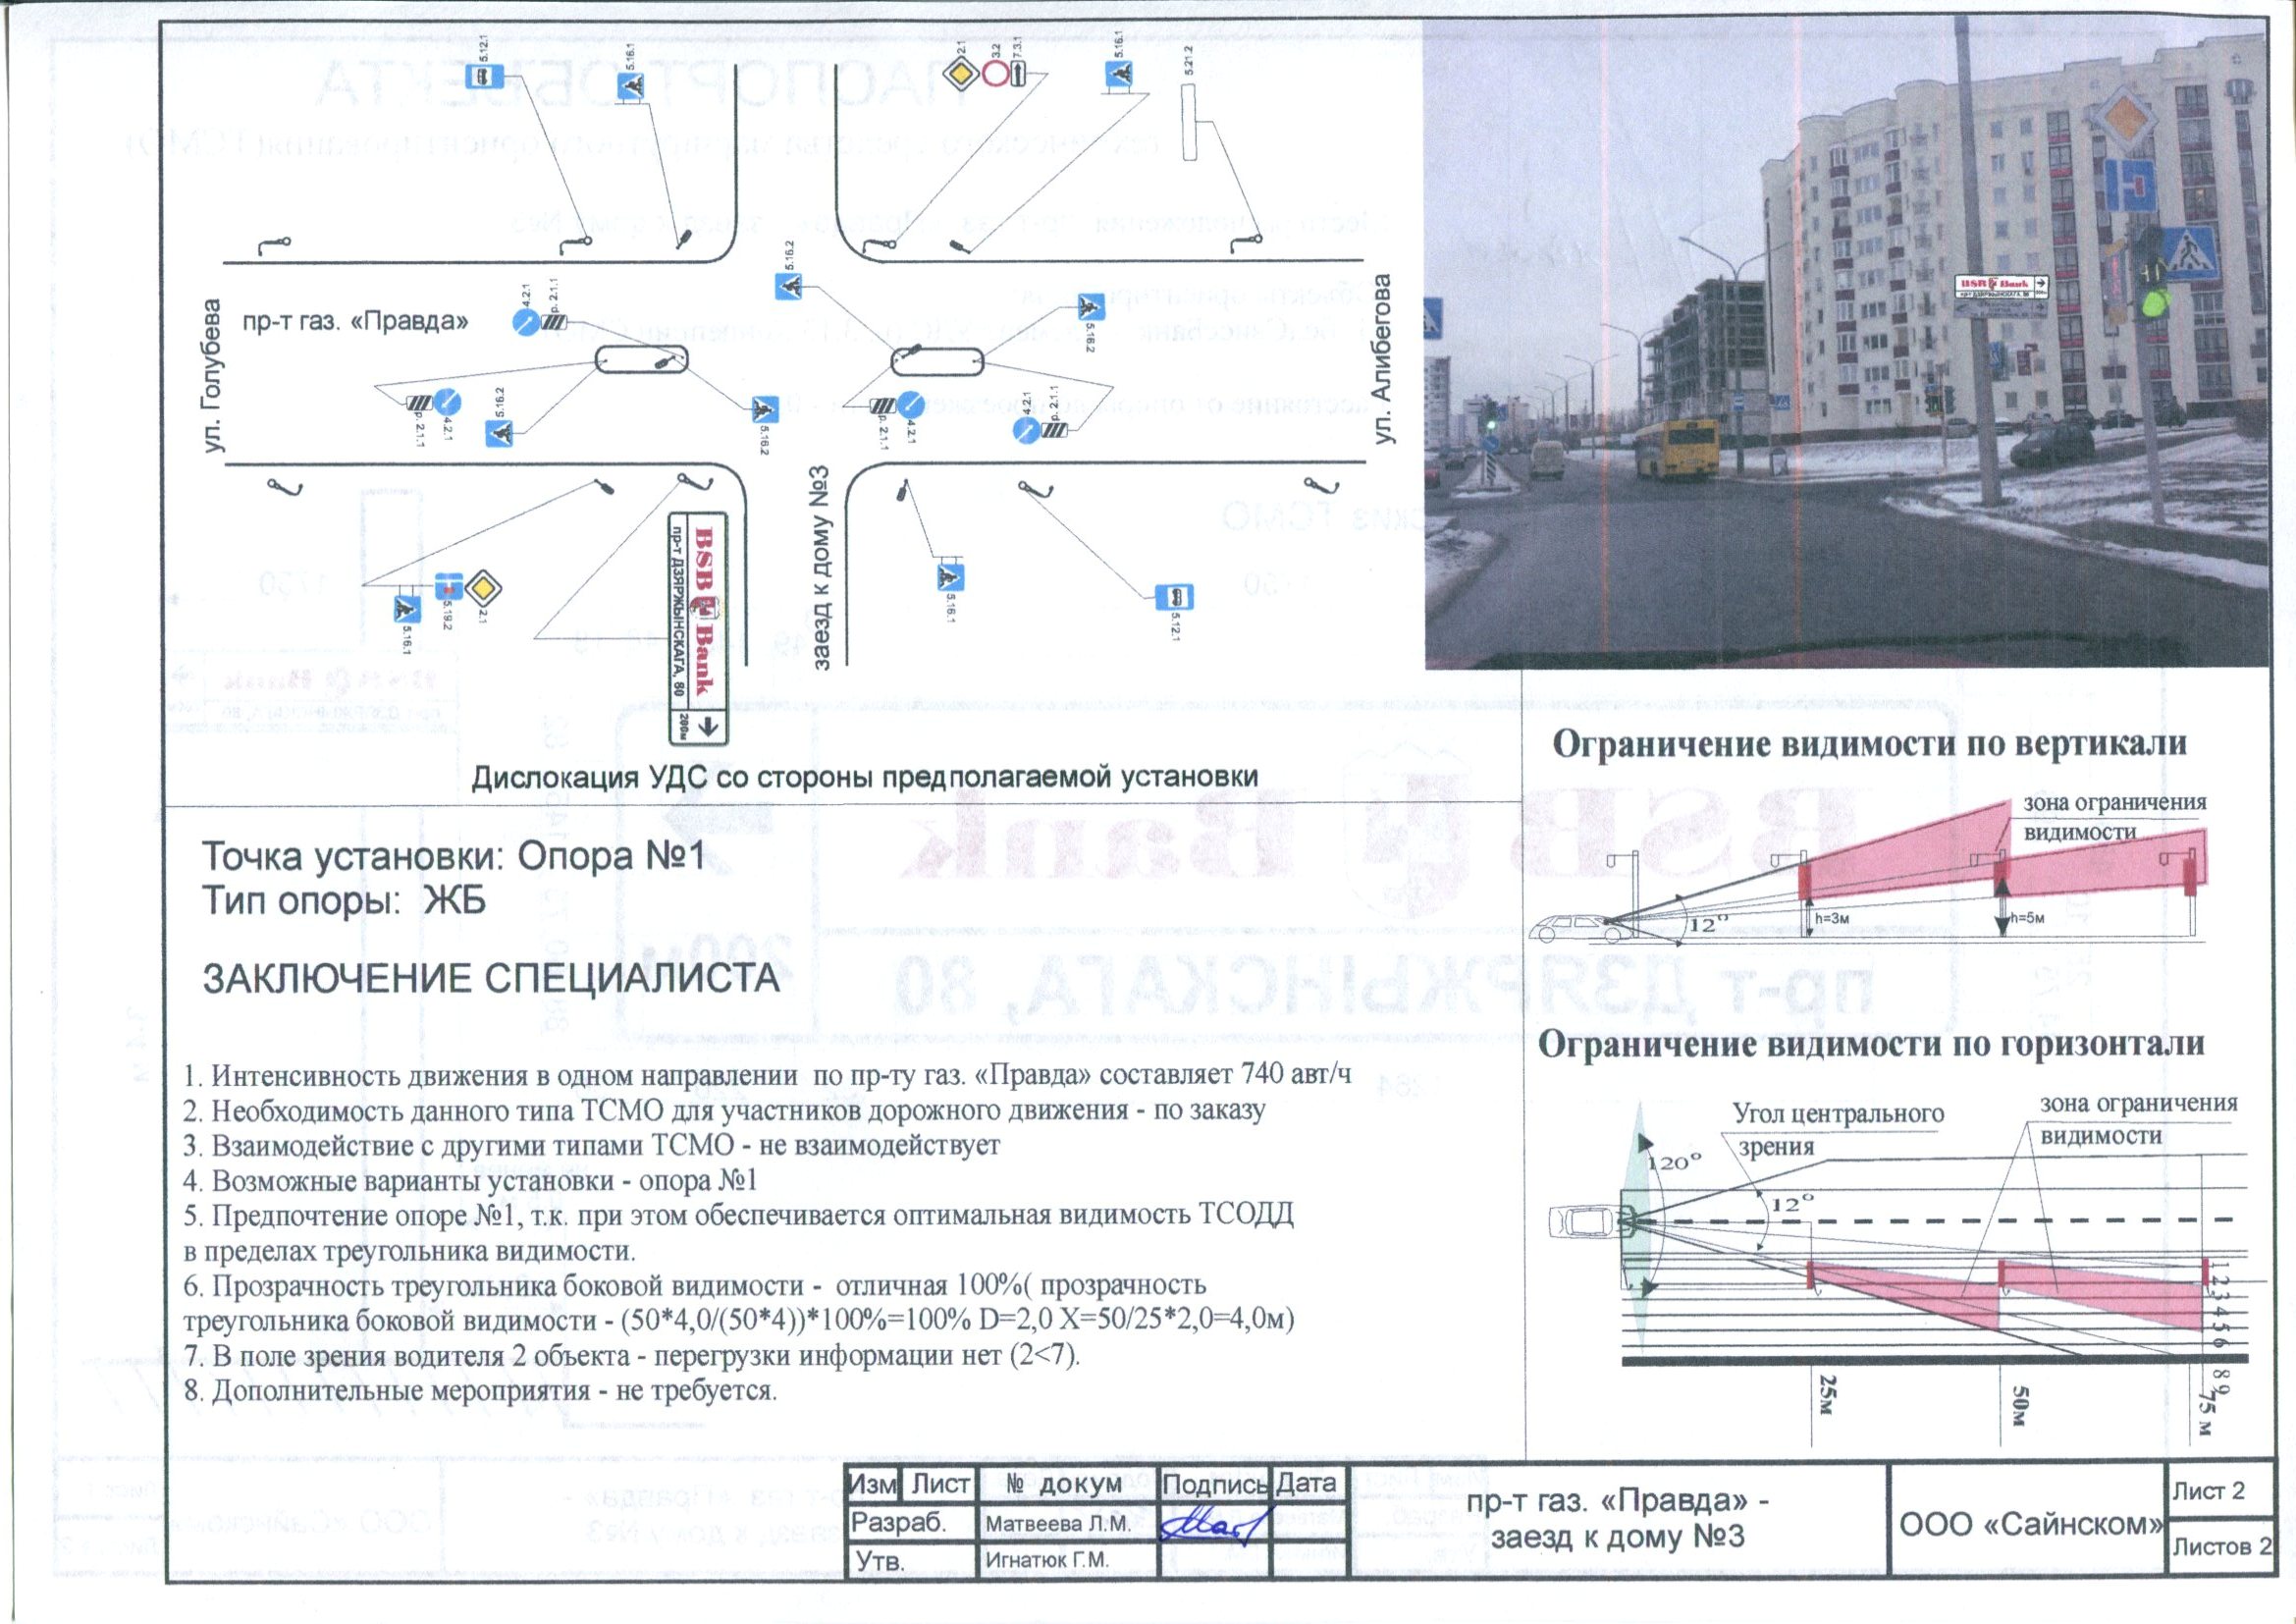 5.12.1
5.16.1
2.1
3.2
7.3.1
5.16.1
5.21.2
ул. Голубева
пр-т газ. «Правда»
4.2.1
р. 2.1.1
5.16.2
5.16.2
ул. Алибегова
р. 2.1.1
4.2.1
5.16.2
5.16.2
р. 2.1.1
4.2.1
4.2.1
р. 2.1.1
заезд к дому №3
5.16.1
5.19.2
2.1
BSB Bank
пр-т ДЗЯРЖЫНСКАГА, 80
200м
5.16.1
5.12.1
Дислокация УДС со стороны предполагаемой установки
BSB Bank
пр-т ДЗЯРЖЫНСКАГА, 80
Точка установки: Опора №1
Тип опоры: ЖБ
ЗАКЛЮЧЕНИЕ СПЕЦИАЛИСТА
1. Интенсивность движения в одном направлении по пр-ту газ. «Правда» составляет 740 авт/ч
2. Необходимость данного типа ТСМО для участников дорожного движения - по заказу
3. Взаимодействие с другими типами ТСМО - не взаимодействует
4. Возможные варианты установки - опора №1
5. Предпочтение опоре №1, т.к. при этом обеспечивается оптимальная видимость ТСОДД
в пределах треугольника видимости.
6. Прозрачность треугольника боковой видимости - отличная 100%( прозрачность
треугольника боковой видимости - (50*4,0/(50*4))*100%=100% D=2,0 X=50/25*2,0=4,0м)
7. В поле зрения водителя 2 объекта - перегрузки информации нет (2<7).
8. Дополнительные мероприятия - не требуется.
Ограничение видимости по вертикали
зона ограничения
видимости
12°
h=3м
h=5м
Ограничение видимости по горизонтали
Угол центрального
зрения
зона ограничения
видимости
120°
12°
1 2 3 4 5 6
8 9
25м
50м
75 м
Изм Лист № докум Подпись Дата
Разраб. Матвеева Л.М.
Утв. Игнатюк Г.М.
пр-т газ. «Правда» -
заезд к дому №3
ООО «Сайнском»
Лист 2
Листов 2